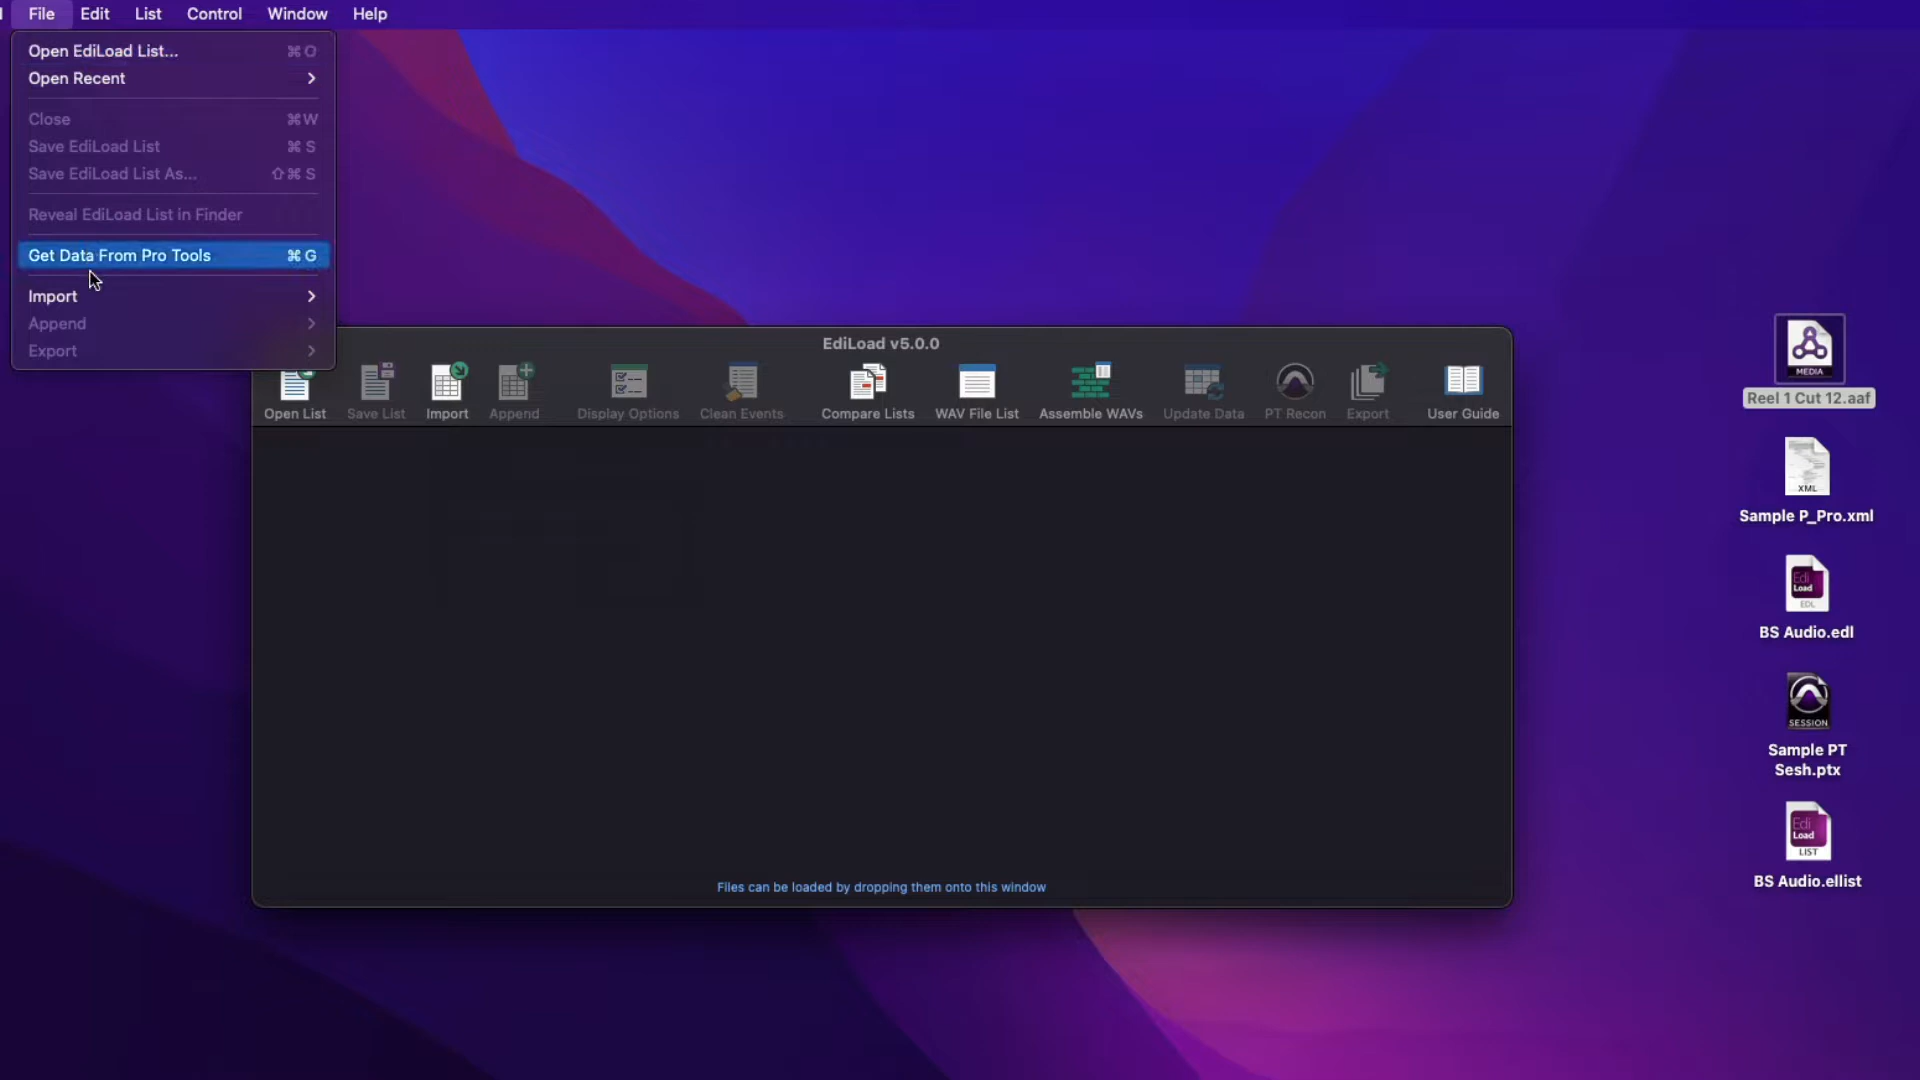 File Edit List Control Window Help
Open EdiLoad List... ⌘O
Open Recent
Close ⌘W
Save EdiLoad List ⌘S
Save EdiLoad List As... ⇧⌘S
Reveal EdiLoad List in Finder
Get Data From Pro Tools ⌘G
Import
Append
Export
EdiLoad v5.0.0
Open List Save List Import Append Display Options Clean Events Compare Lists WAV File List Assemble WAVs Update Data PT Recon Export User Guide
Files can be loaded by dropping them onto this window
MEDIA
Reel 1 Cut 12.aaf
XML
Sample P_Pro.xml
Edi
Load
EDL
BS Audio.edl
SESSION
Sample PT
Sesh.ptx
Edi
Load
LIST
BS Audio.ellist